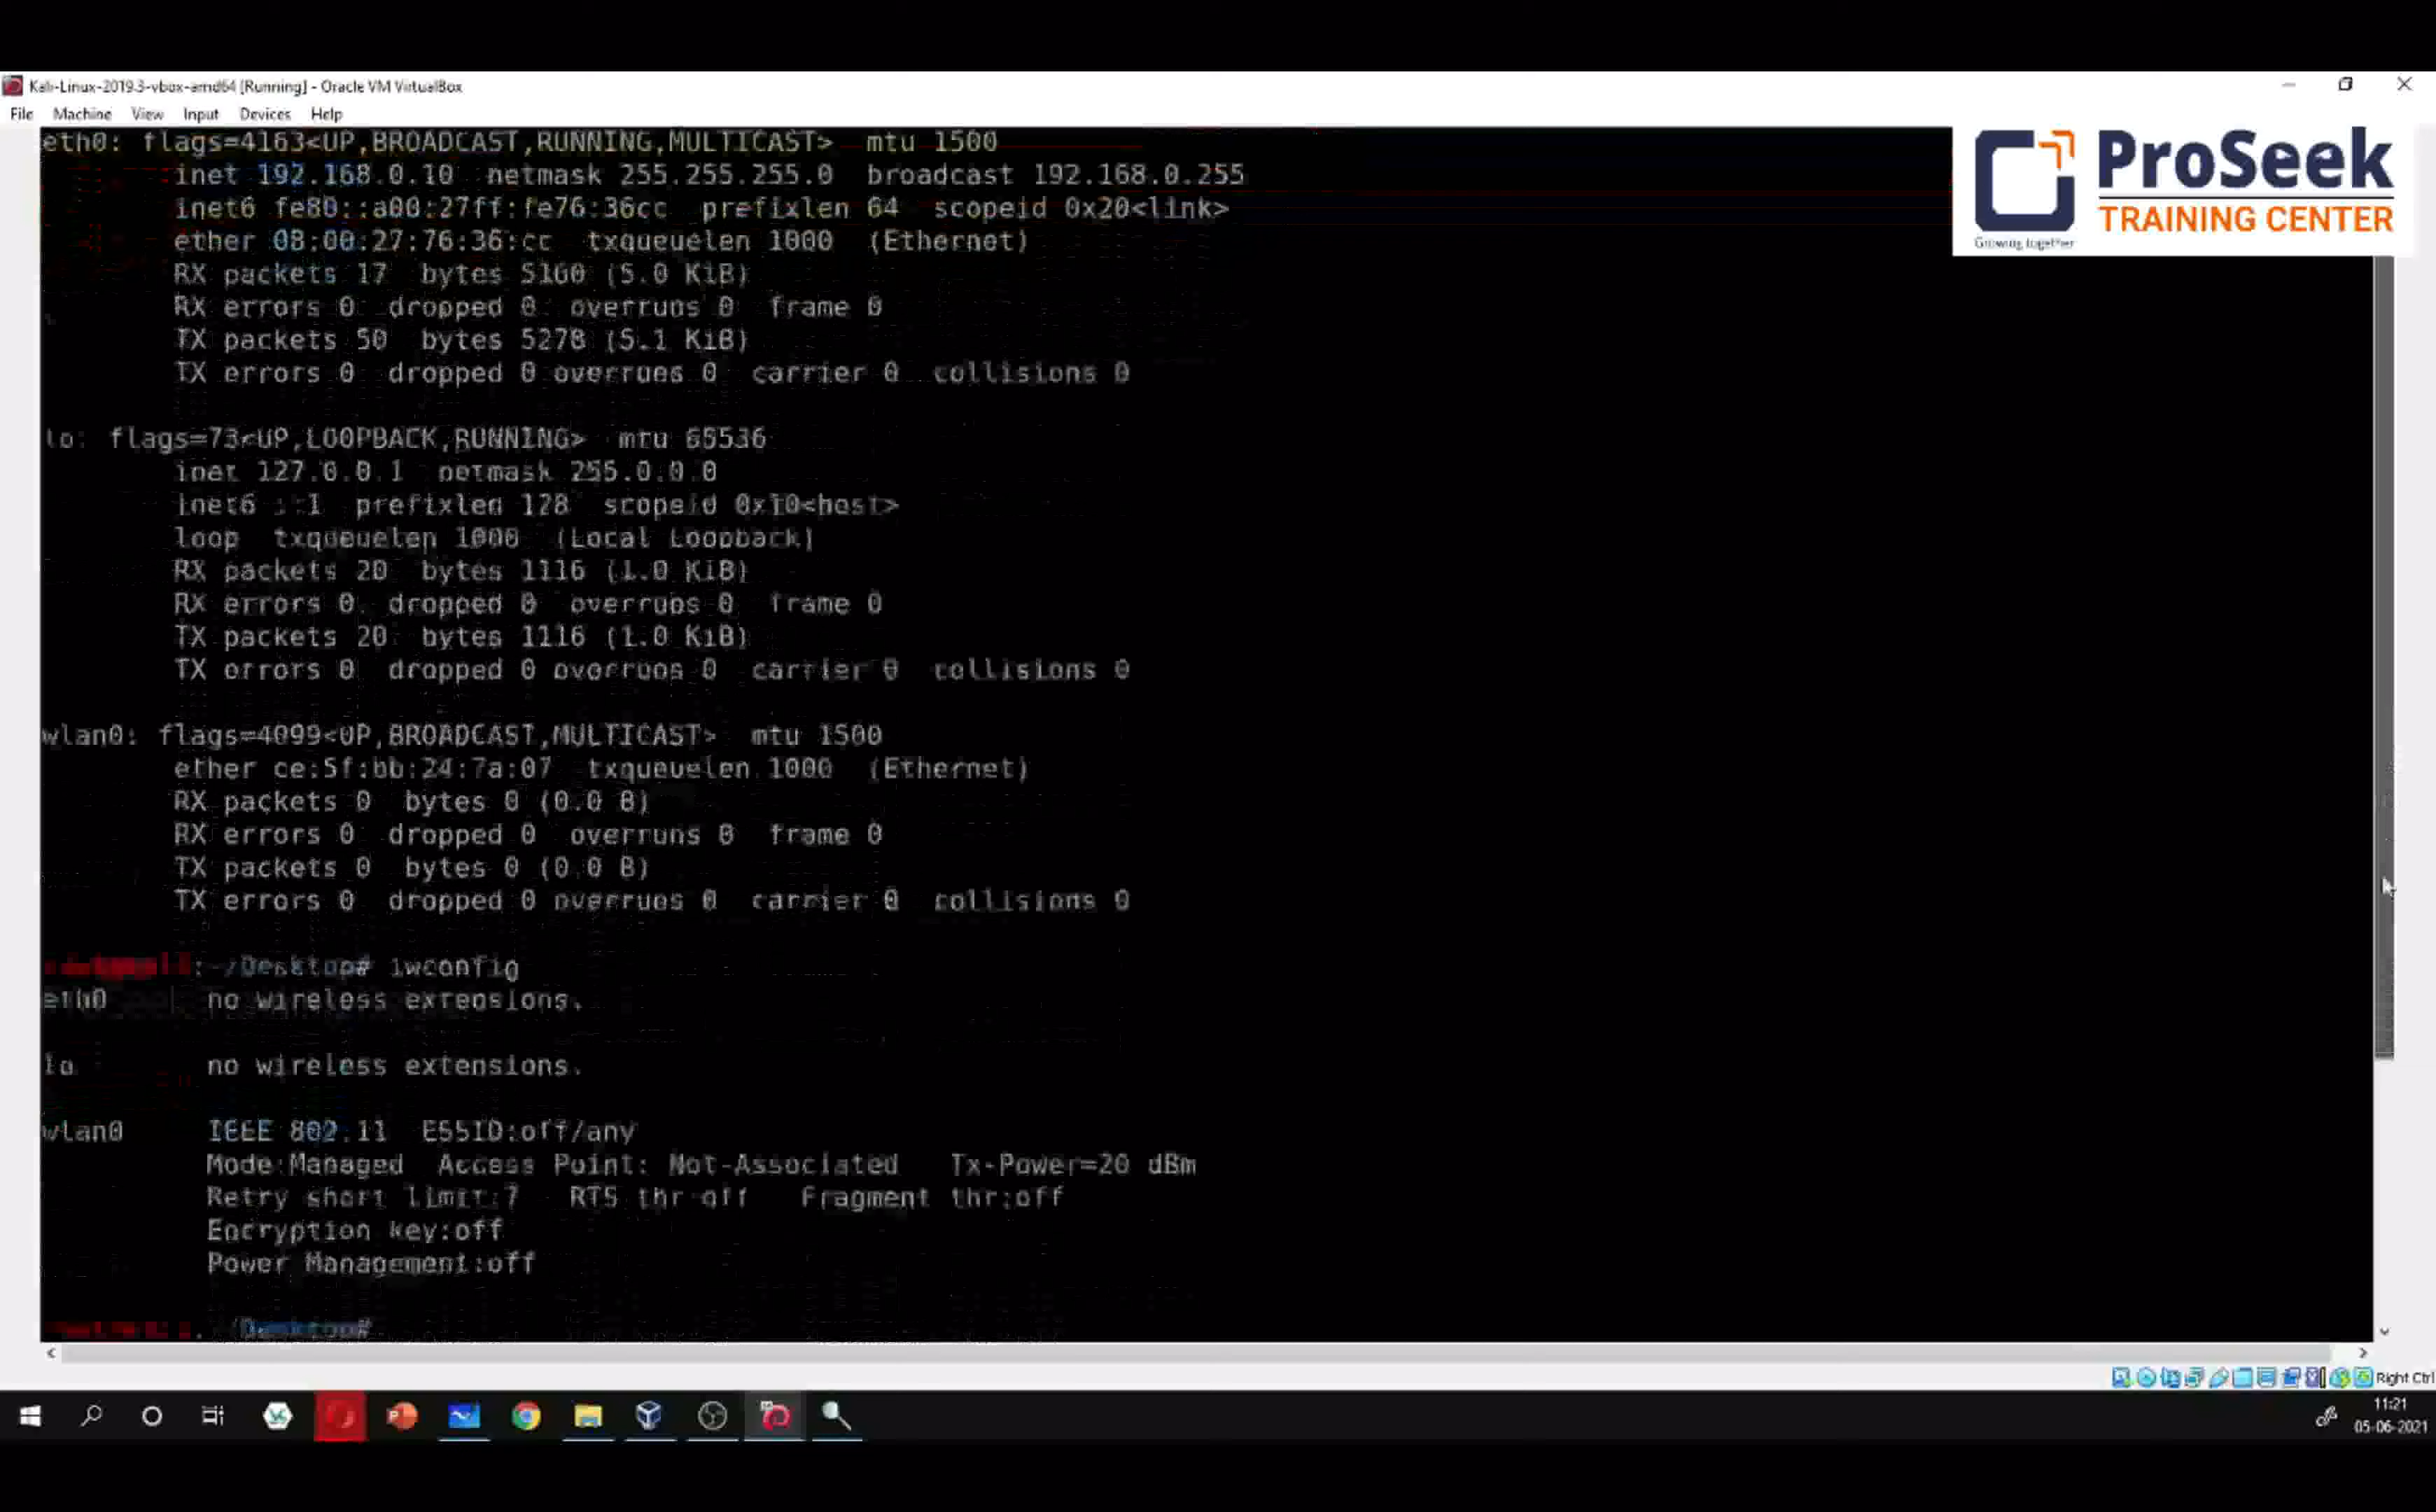 Kali-Linux-2019.3-vbox-amd64 [Running] - Oracle VM VirtualBox
File Machine View Input Devices Help
ProSeek
TRAINING CENTER
Growing together
eth0: flags=4163<UP,BROADCAST,RUNNING,MULTICAST> mtu 1500
inet 192.168.0.10 netmask 255.255.255.0 broadcast 192.168.0.255
inet6 fe80::a00:27ff:fe76:36cc prefixlen 64 scopeid 0x20<link>
ether 08:00:27:76:36:cc txqueuelen 1000 (Ethernet)
RX packets 17 bytes 5160 (5.0 KiB)
RX errors 0 dropped 0 overruns 0 frame 0
TX packets 50 bytes 5278 (5.1 KiB)
TX errors 0 dropped 0 overruns 0 carrier 0 collisions 0
lo: flags=73<UP,LOOPBACK,RUNNING> mtu 65536
inet 127.0.0.1 netmask 255.0.0.0
inet6 ::1 prefixlen 128 scopeid 0x10<host>
loop txqueuelen 1000 (Local Loopback)
RX packets 20 bytes 1116 (1.0 KiB)
RX errors 0 dropped 0 overruns 0 frame 0
TX packets 20 bytes 1116 (1.0 KiB)
TX errors 0 dropped 0 overruns 0 carrier 0 collisions 0
wlan0: flags=4099<UP,BROADCAST,MULTICAST> mtu 1500
ether ce:5f:bb:24:7a:07 txqueuelen 1000 (Ethernet)
RX packets 0 bytes 0 (0.0 B)
RX errors 0 dropped 0 overruns 0 frame 0
TX packets 0 bytes 0 (0.0 B)
TX errors 0 dropped 0 overruns 0 carrier 0 collisions 0
:~/Desktop# iwconfig
eth0 no wireless extensions.
lo no wireless extensions.
wlan0 IEEE 802.11 ESSID:off/any
Mode:Managed Access Point: Not-Associated Tx-Power=20 dBm
Retry short limit:7 RTS thr:off Fragment thr:off
Encryption key:off
Power Management:off
/Desktop#
Right Ctrl
11:21
05-06-2021